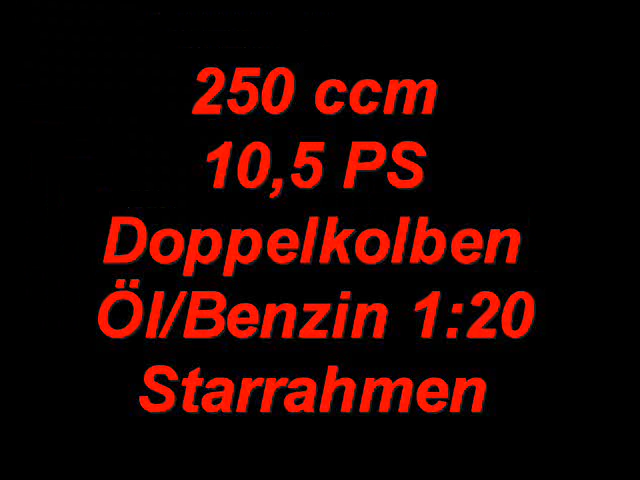 250 ccm
10,5 PS
Doppelkolben
Öl/Benzin 1:20
Starrahmen